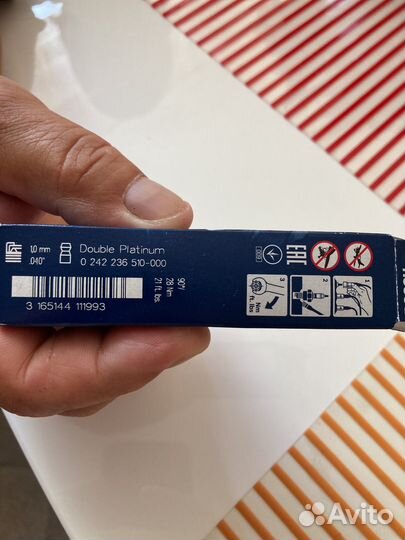 1,0 mm
.040"
Double Platinum
0 242 236 510-000
3 165144 111993
90°/
28 Nm
21 ft. lbs
EAC
3
Nm
ft. lbs
2
1
Avito